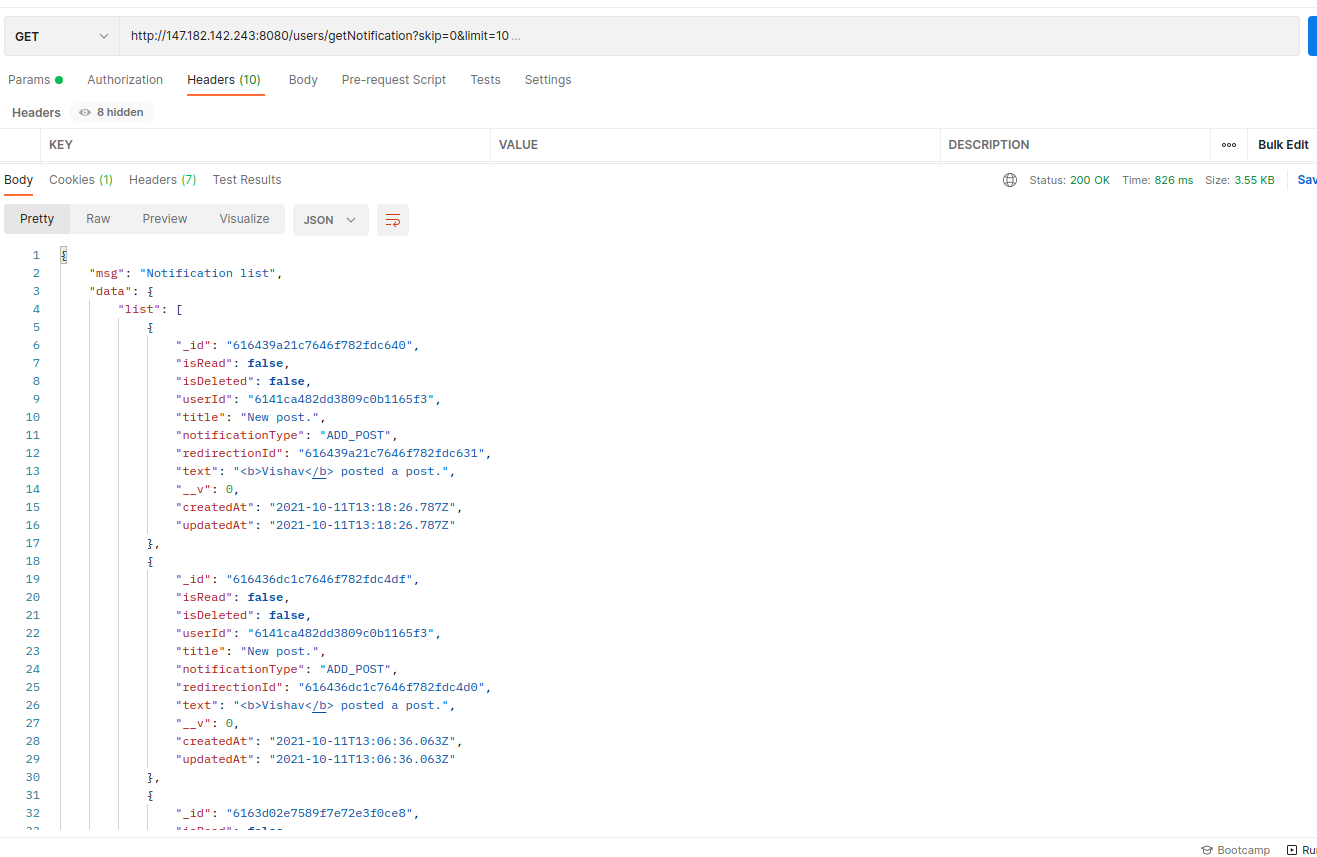 GET http://147.182.142.243:8080/users/getNotification?skip=0&limit=10 ...
Params Authorization Headers (10) Body Pre-request Script Tests Settings
Headers 8 hidden
KEY VALUE DESCRIPTION ooo Bulk Edit
Body Cookies (1) Headers (7) Test Results Status: 200 OK Time: 826 ms Size: 3.55 KB Sav
Pretty Raw Preview Visualize JSON
1 {
2 "msg": "Notification list",
3 "data": {
4 "list": [
5 {
6 "_id": "616439a21c7646f782fdc640",
7 "isRead": false,
8 "isDeleted": false,
9 "userId": "6141ca482dd3809c0b1165f3",
10 "title": "New post.",
11 "notificationType": "ADD_POST",
12 "redirectionId": "616439a21c7646f782fdc631",
13 "text": "<b>Vishav</b> posted a post.",
14 "__v": 0,
15 "createdAt": "2021-10-11T13:18:26.787Z",
16 "updatedAt": "2021-10-11T13:18:26.787Z"
17 },
18 {
19 "_id": "616436dc1c7646f782fdc4df",
20 "isRead": false,
21 "isDeleted": false,
22 "userId": "6141ca482dd3809c0b1165f3",
23 "title": "New post.",
24 "notificationType": "ADD_POST",
25 "redirectionId": "616436dc1c7646f782fdc4d0",
26 "text": "<b>Vishav</b> posted a post.",
27 "__v": 0,
28 "createdAt": "2021-10-11T13:06:36.063Z",
29 "updatedAt": "2021-10-11T13:06:36.063Z"
30 },
31 {
32 "_id": "6163d02e7589f7e72e3f0ce8",
33 "isRead": false,
Bootcamp Ru